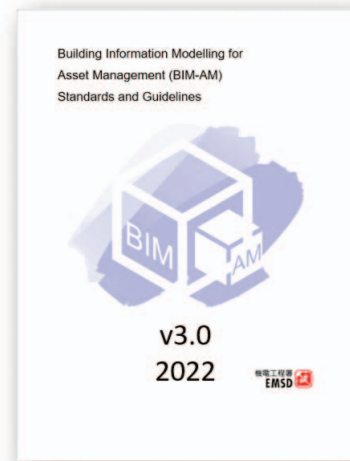 Building Information Modelling for
Asset Management (BIM-AM)
Standards and Guidelines
BIM
AM
v3.0
2022
機電工程署
EMSD